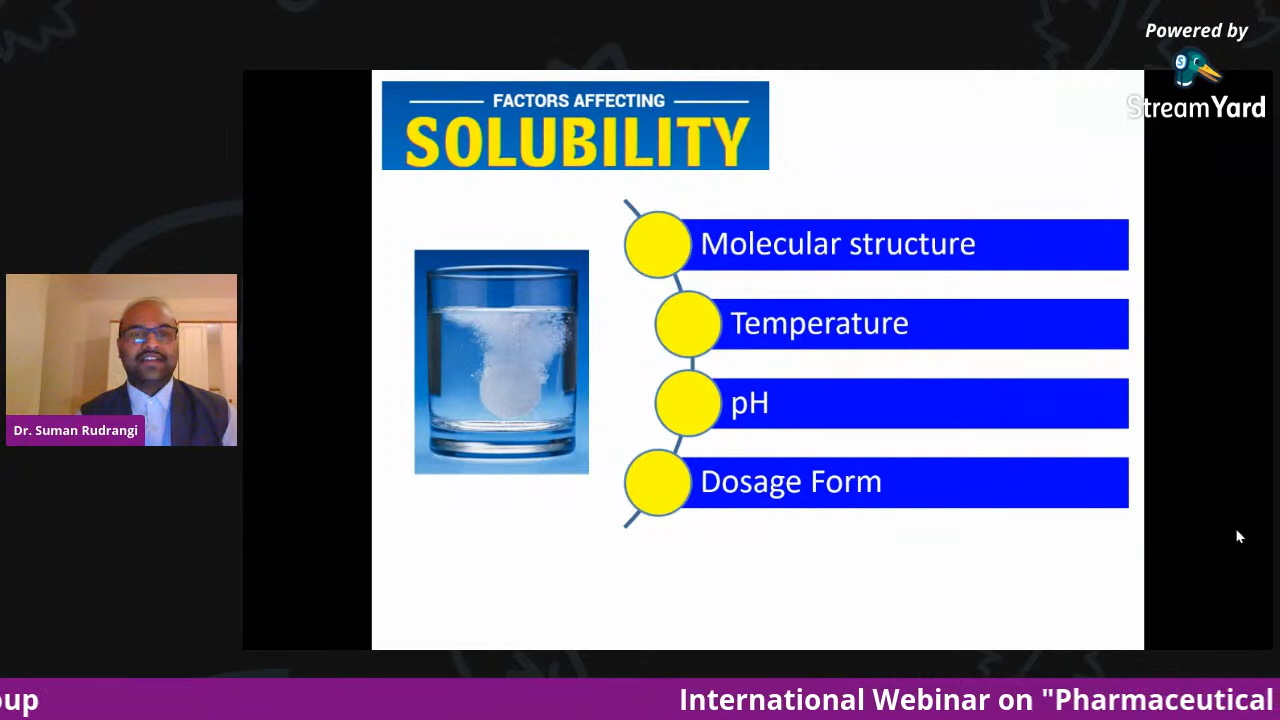 Powered by
StreamYard
FACTORS AFFECTING
SOLUBILITY
Molecular structure
Temperature
pH
Dosage Form
Dr. Suman Rudrangi
oup
International Webinar on "Pharmaceutical